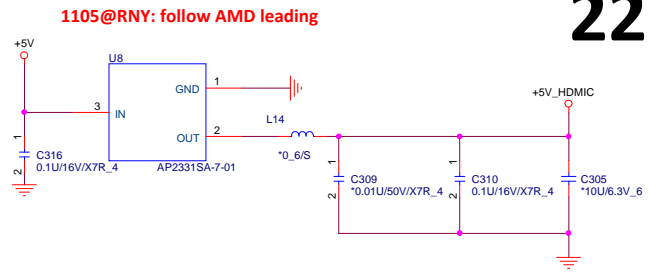 1105@RNY: follow AMD leading
22
+5V
U8
GND
1
+5V_HDMIC
3
IN
L14
OUT
2
1
C316
2
0.1U/16V/X7R_4
AP2331SA-7-01
*0_6/S
1
C309
2
*0.01U/50V/X7R_4
1
C310
2
0.1U/16V/X7R_4
C305
*10U/6.3V_6